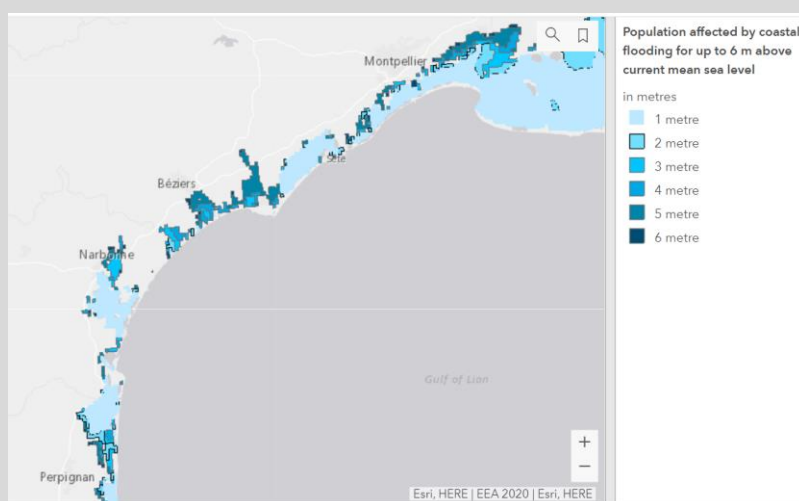 Montpellier
Sète
Béziers
Narbonne
Gulf of Lion
Perpignan
Esri, HERE | EEA 2020 | Esri, HERE
Population affected by coastal
flooding for up to 6 m above
current mean sea level
in metres
1 metre
2 metre
3 metre
4 metre
5 metre
6 metre
+
−